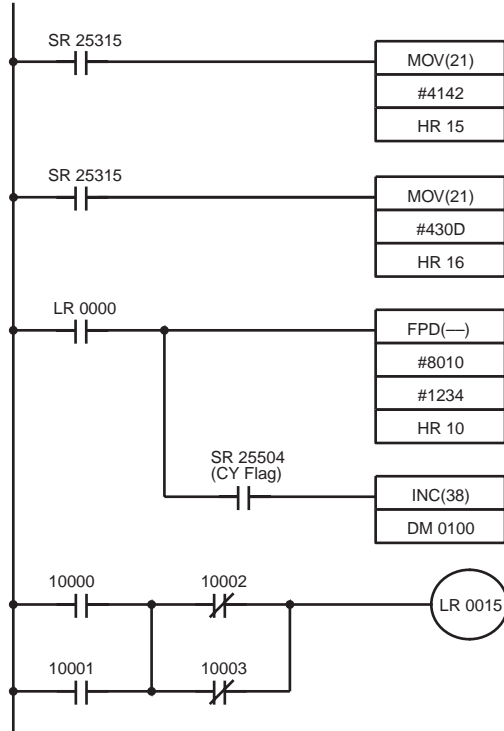 SR 25315
MOV(21)
#4142
HR 15
SR 25315
MOV(21)
#430D
HR 16
LR 0000
FPD(––)
#8010
#1234
HR 10
SR 25504
(CY Flag)
INC(38)
DM 0100
10000
10002
LR 0015
10001
10003